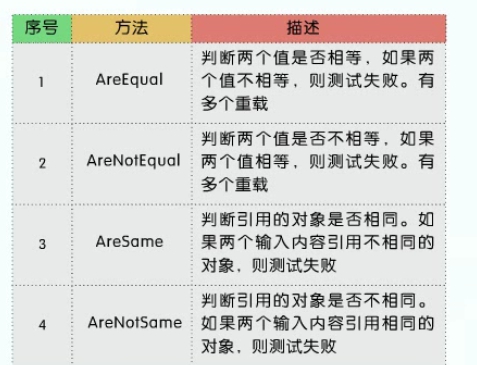 序号 方法 描述
判断两个值是否相等，如果两
1 AreEqual 个值不相等，则测试失败。有
多个重载
判断两个值是否不相等，如果
2 AreNotEqual 两个值相等，则测试失败。有
多个重载
判断引用的对象是否相同。如
3 AreSame 果两个输入内容引用不相同的
对象，则测试失败
判断引用的对象是否不相同。
4 AreNotSame 如果两个输入内容引用相同的
对象，则测试失败